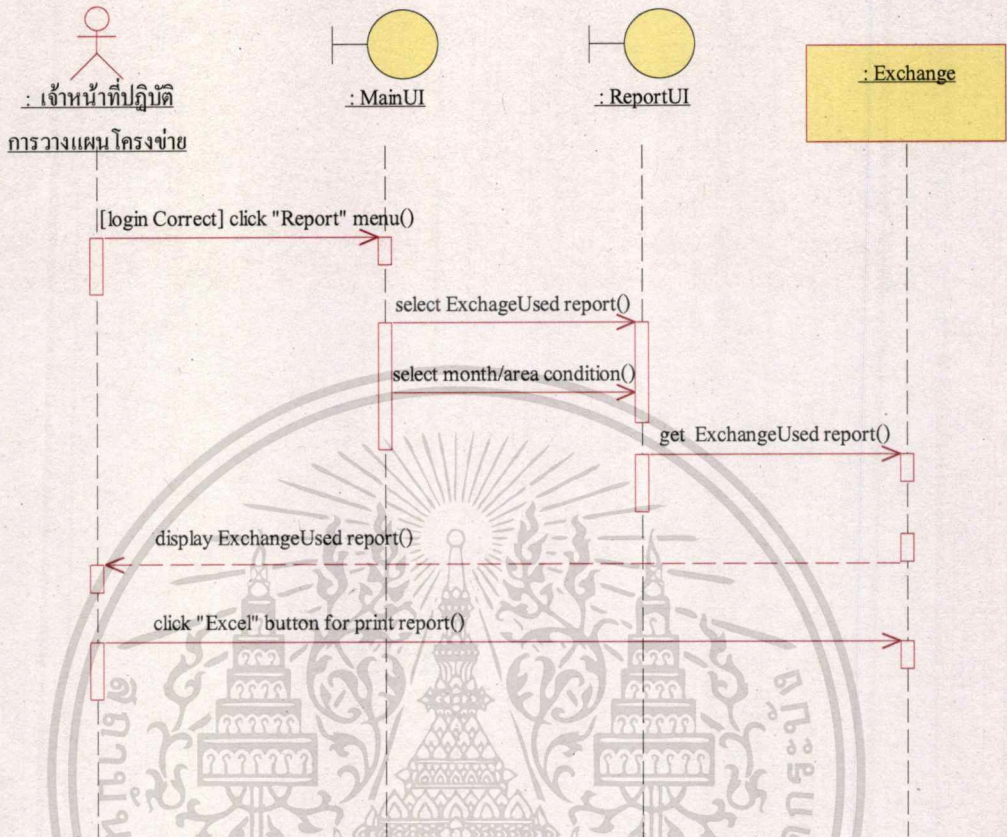 : เจ้าหน้าที่ปฏิบัติ
การวางแผนโครงข่าย
: MainUI
: ReportUI
: Exchange
[login Correct] click "Report" menu()
select ExchageUsed report()
select month/area condition()
get ExchangeUsed report()
display ExchangeUsed report()
click "Excel" button for print report()